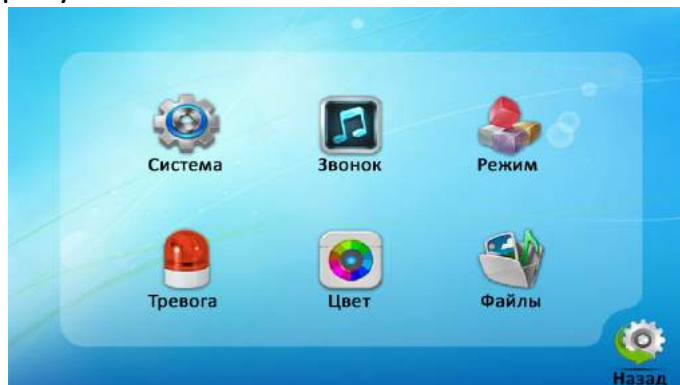 Система
Звонок
Режим
Тревога
Цвет
Файлы
Назад